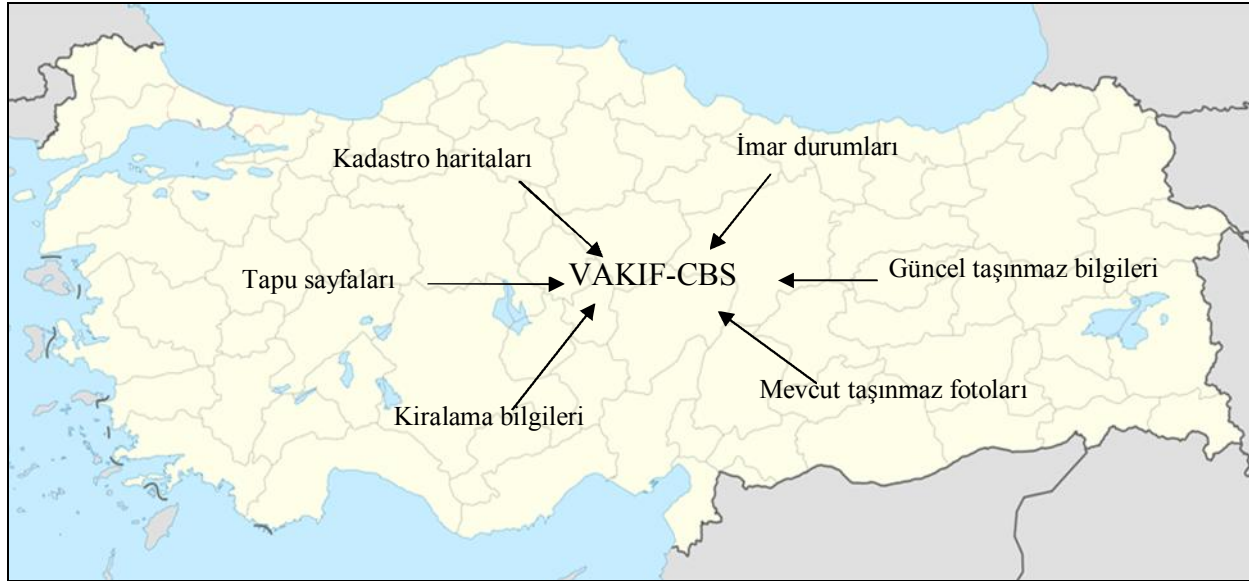 Kadastro haritaları
İmar durumları
VAKIF-CBS
Tapu sayfaları
Güncel taşınmaz bilgileri
Kiralama bilgileri
Mevcut taşınmaz fotoları